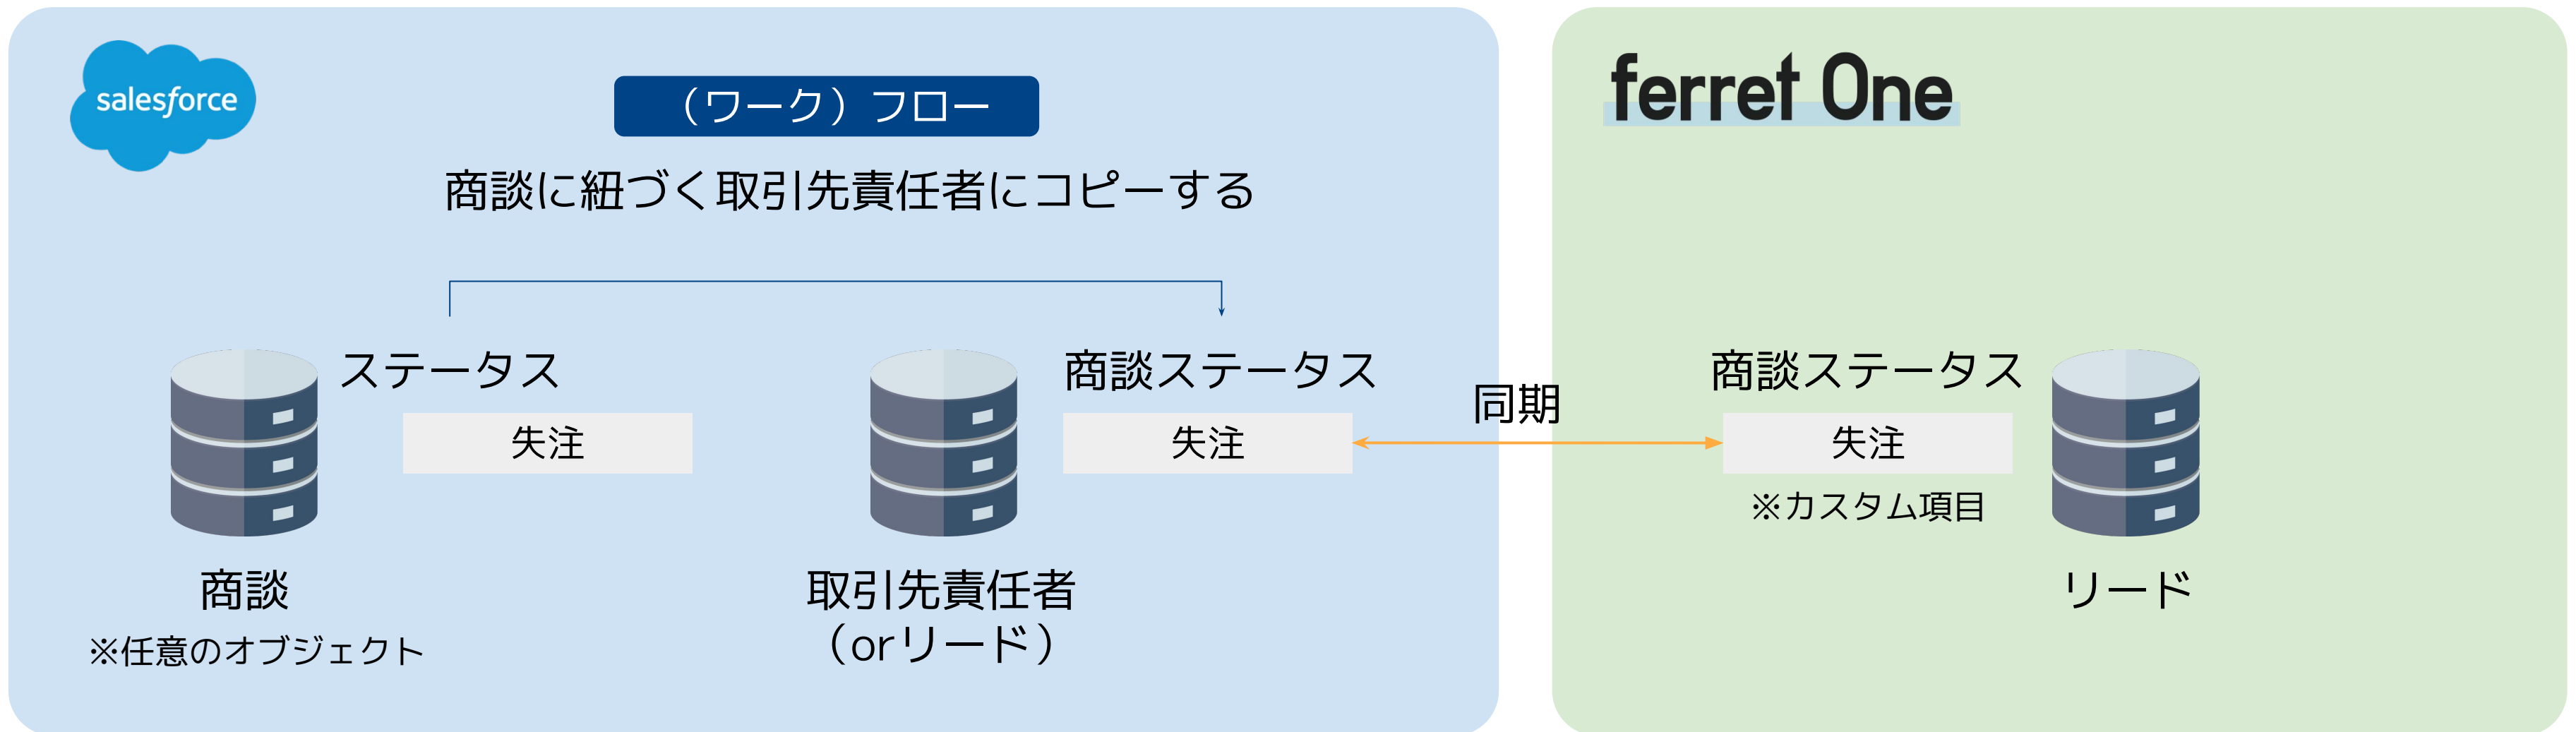 salesforce
（ワーク）フロー
商談に紐づく取引先責任者にコピーする
ステータス
失注
商談
※任意のオブジェクト
商談ステータス
失注
取引先責任者
（orリード）
同期
ferret One
商談ステータス
失注
※カスタム項目
リード